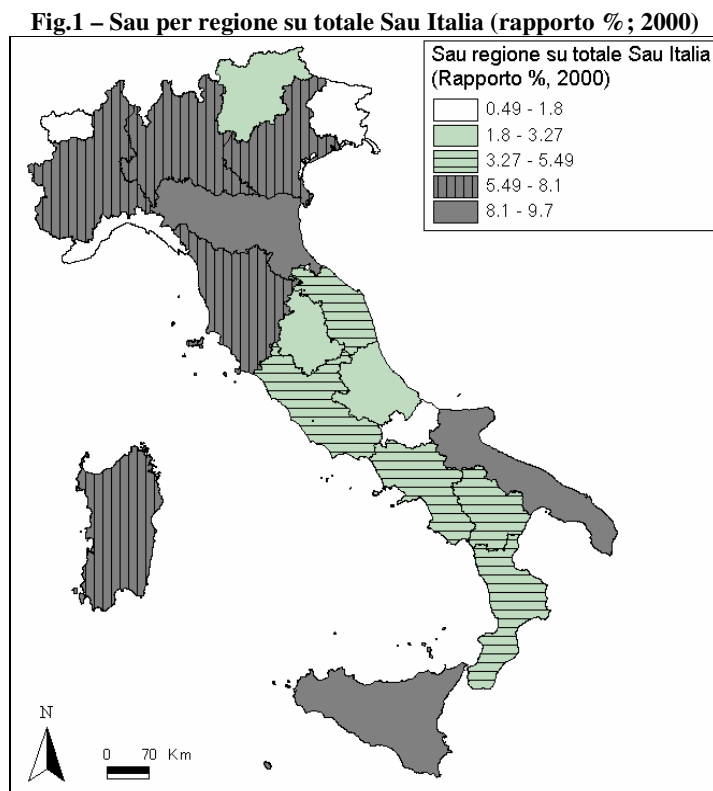 Fig.1 – Sau per regione su totale Sau Italia (rapporto %; 2000)
Sau regione su totale Sau Italia
(Rapporto %, 2000)
0.49 - 1.8
1.8 - 3.27
3.27 - 5.49
5.49 - 8.1
8.1 - 9.7
N
0 70 Km